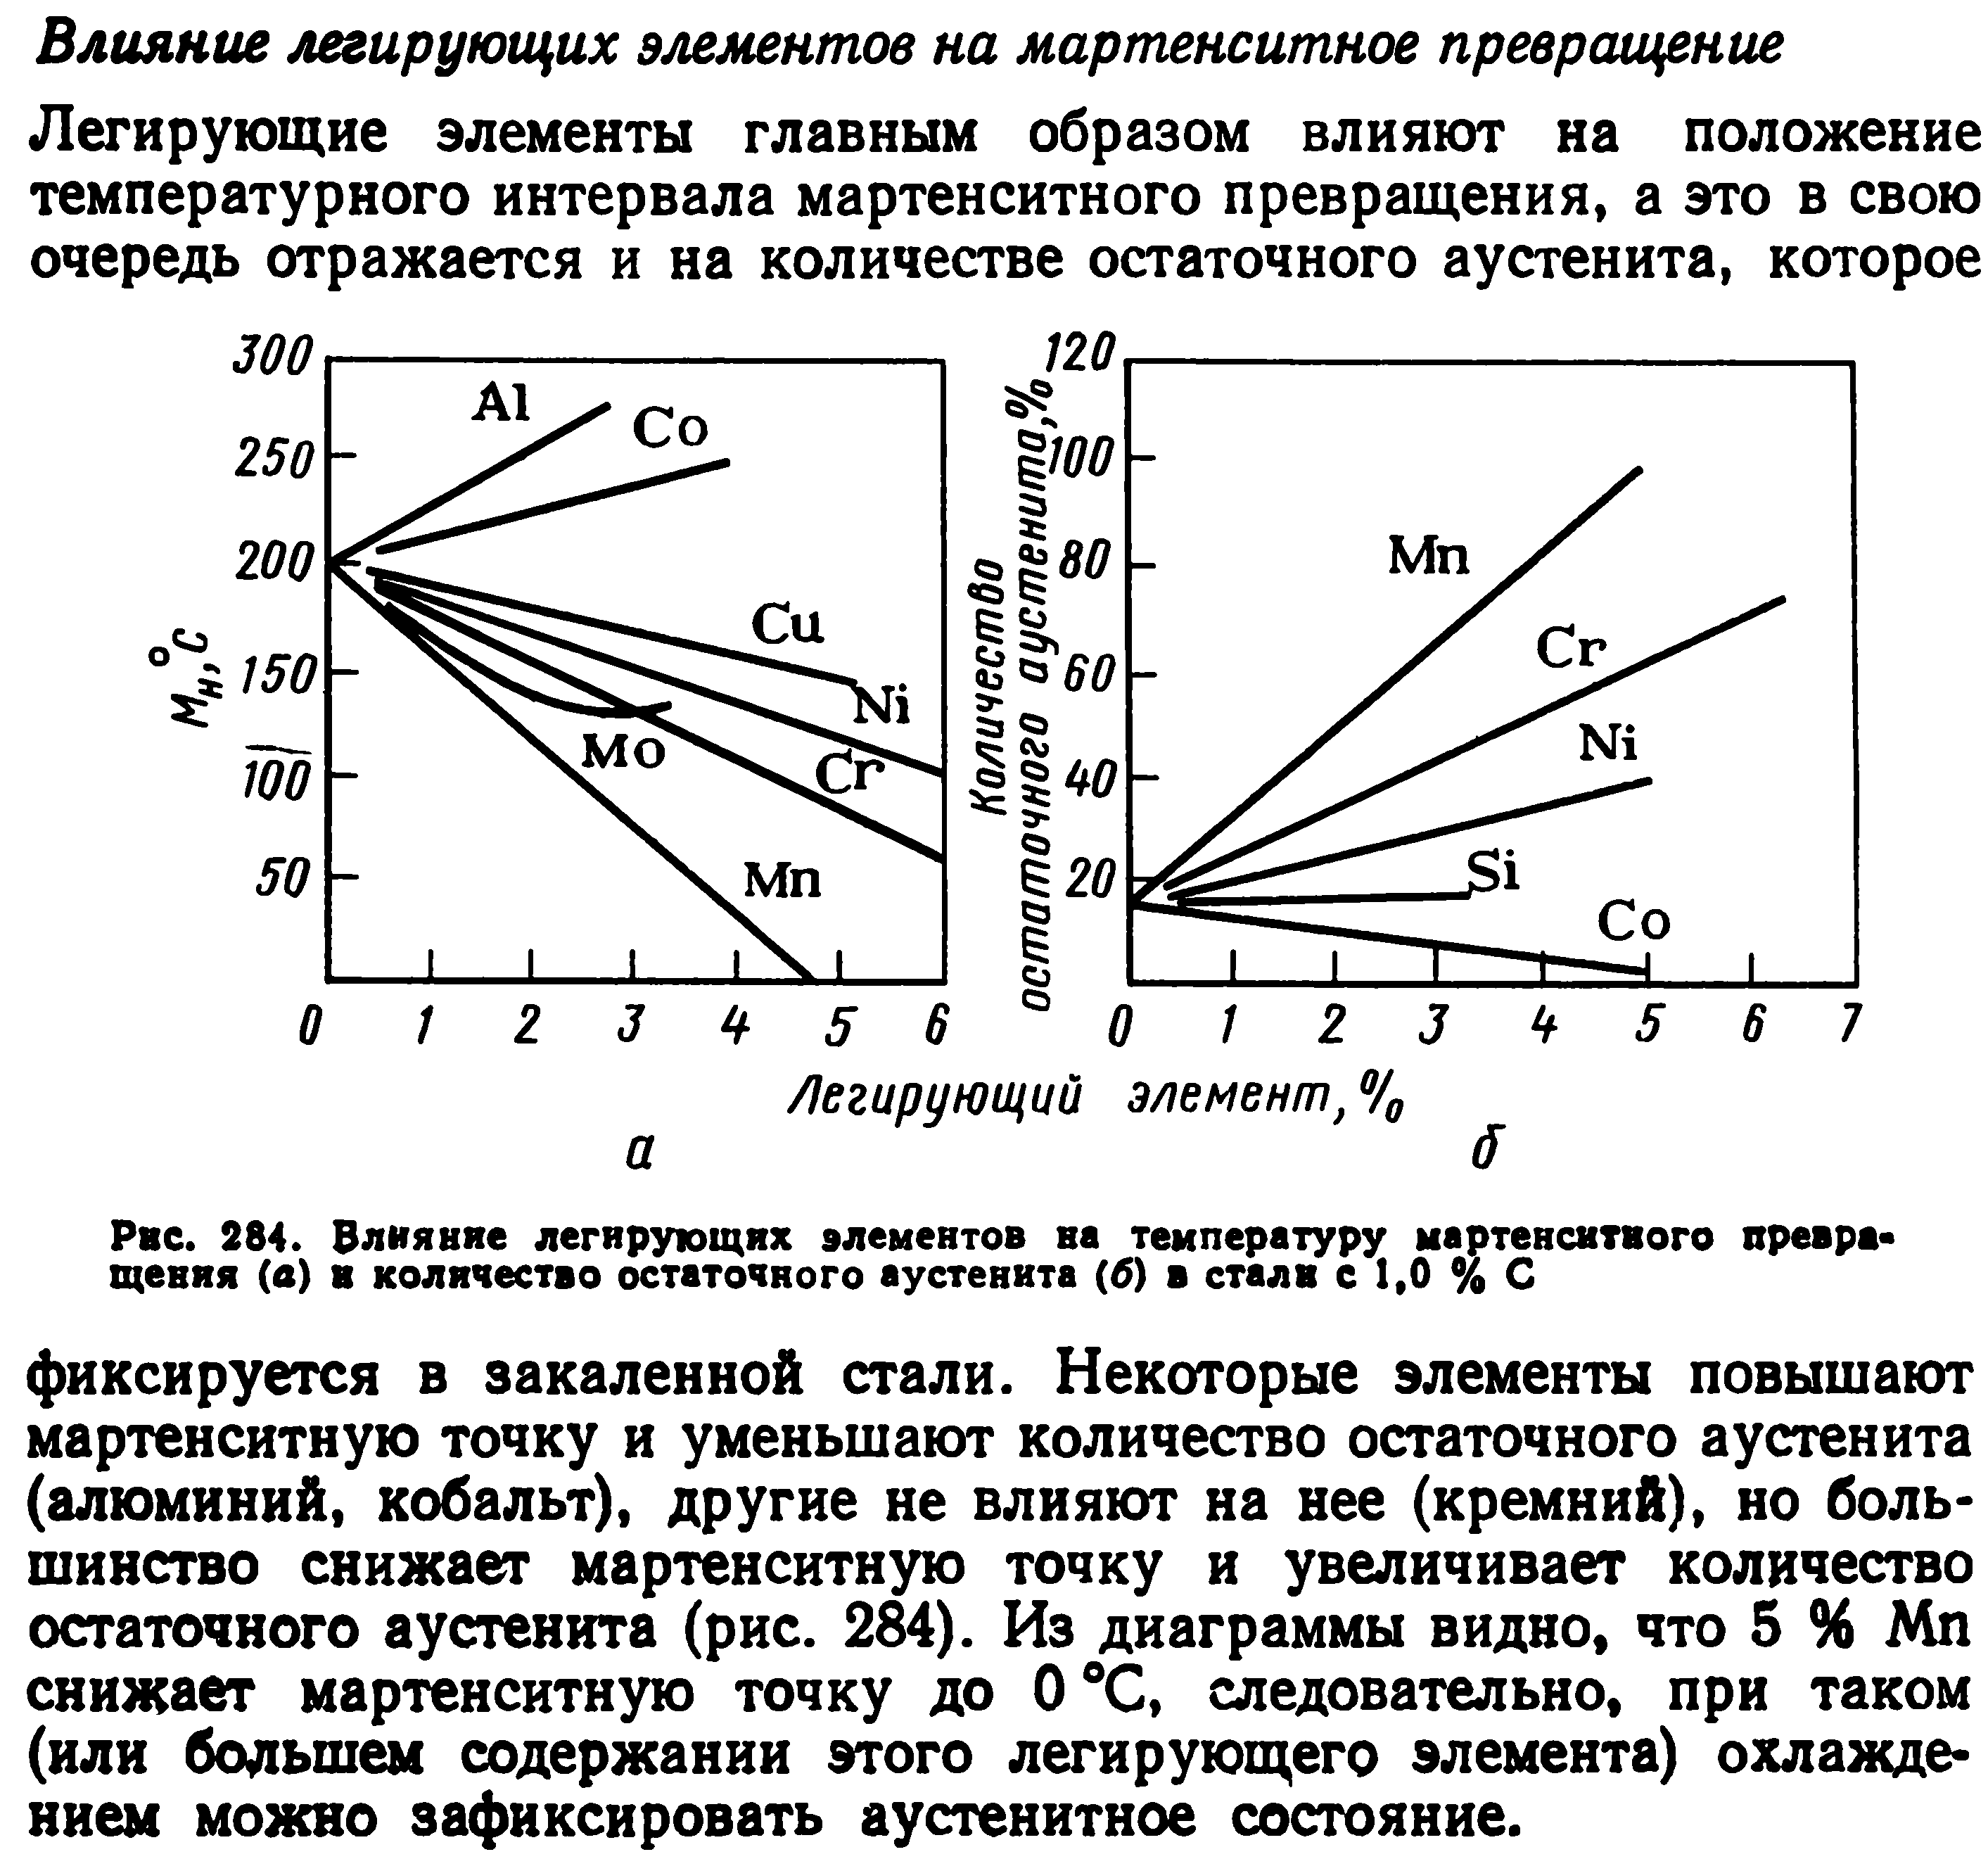 Влияние легирующих элементов на мартенситное превращение
Легирующие элементы главным образом влияют на положение
температурного интервала мартенситного превращения, а это в свою
очередь отражается и на количестве остаточного аустенита, которое
300
250
200
150
100
50
Мн, °С
Al
Co
Cu
Ni
Mo
Cr
Mn
0 1 2 3 4 5 6
120
100
80
60
40
20
Количество
остаточного аустенита, %
Mn
Cr
Ni
Si
Co
0 1 2 3 4 5 6 7
Легирующий элемент, %
а
б
Рис. 284. Влияние легирующих элементов на температуру мартенситного превра-
щения (а) и количество остаточного аустенита (б) в стали с 1,0 % С
фиксируется в закаленной стали. Некоторые элементы повышают
мартенситную точку и уменьшают количество остаточного аустенита
(алюминий, кобальт), другие не влияют на нее (кремний), но боль-
шинство снижает мартенситную точку и увеличивает количество
остаточного аустенита (рис. 284). Из диаграммы видно, что 5 % Mn
снижает мартенситную точку до 0 °С, следовательно, при таком
(или большем содержании этого легирующего элемента) охлажде-
нием можно зафиксировать аустенитное состояние.